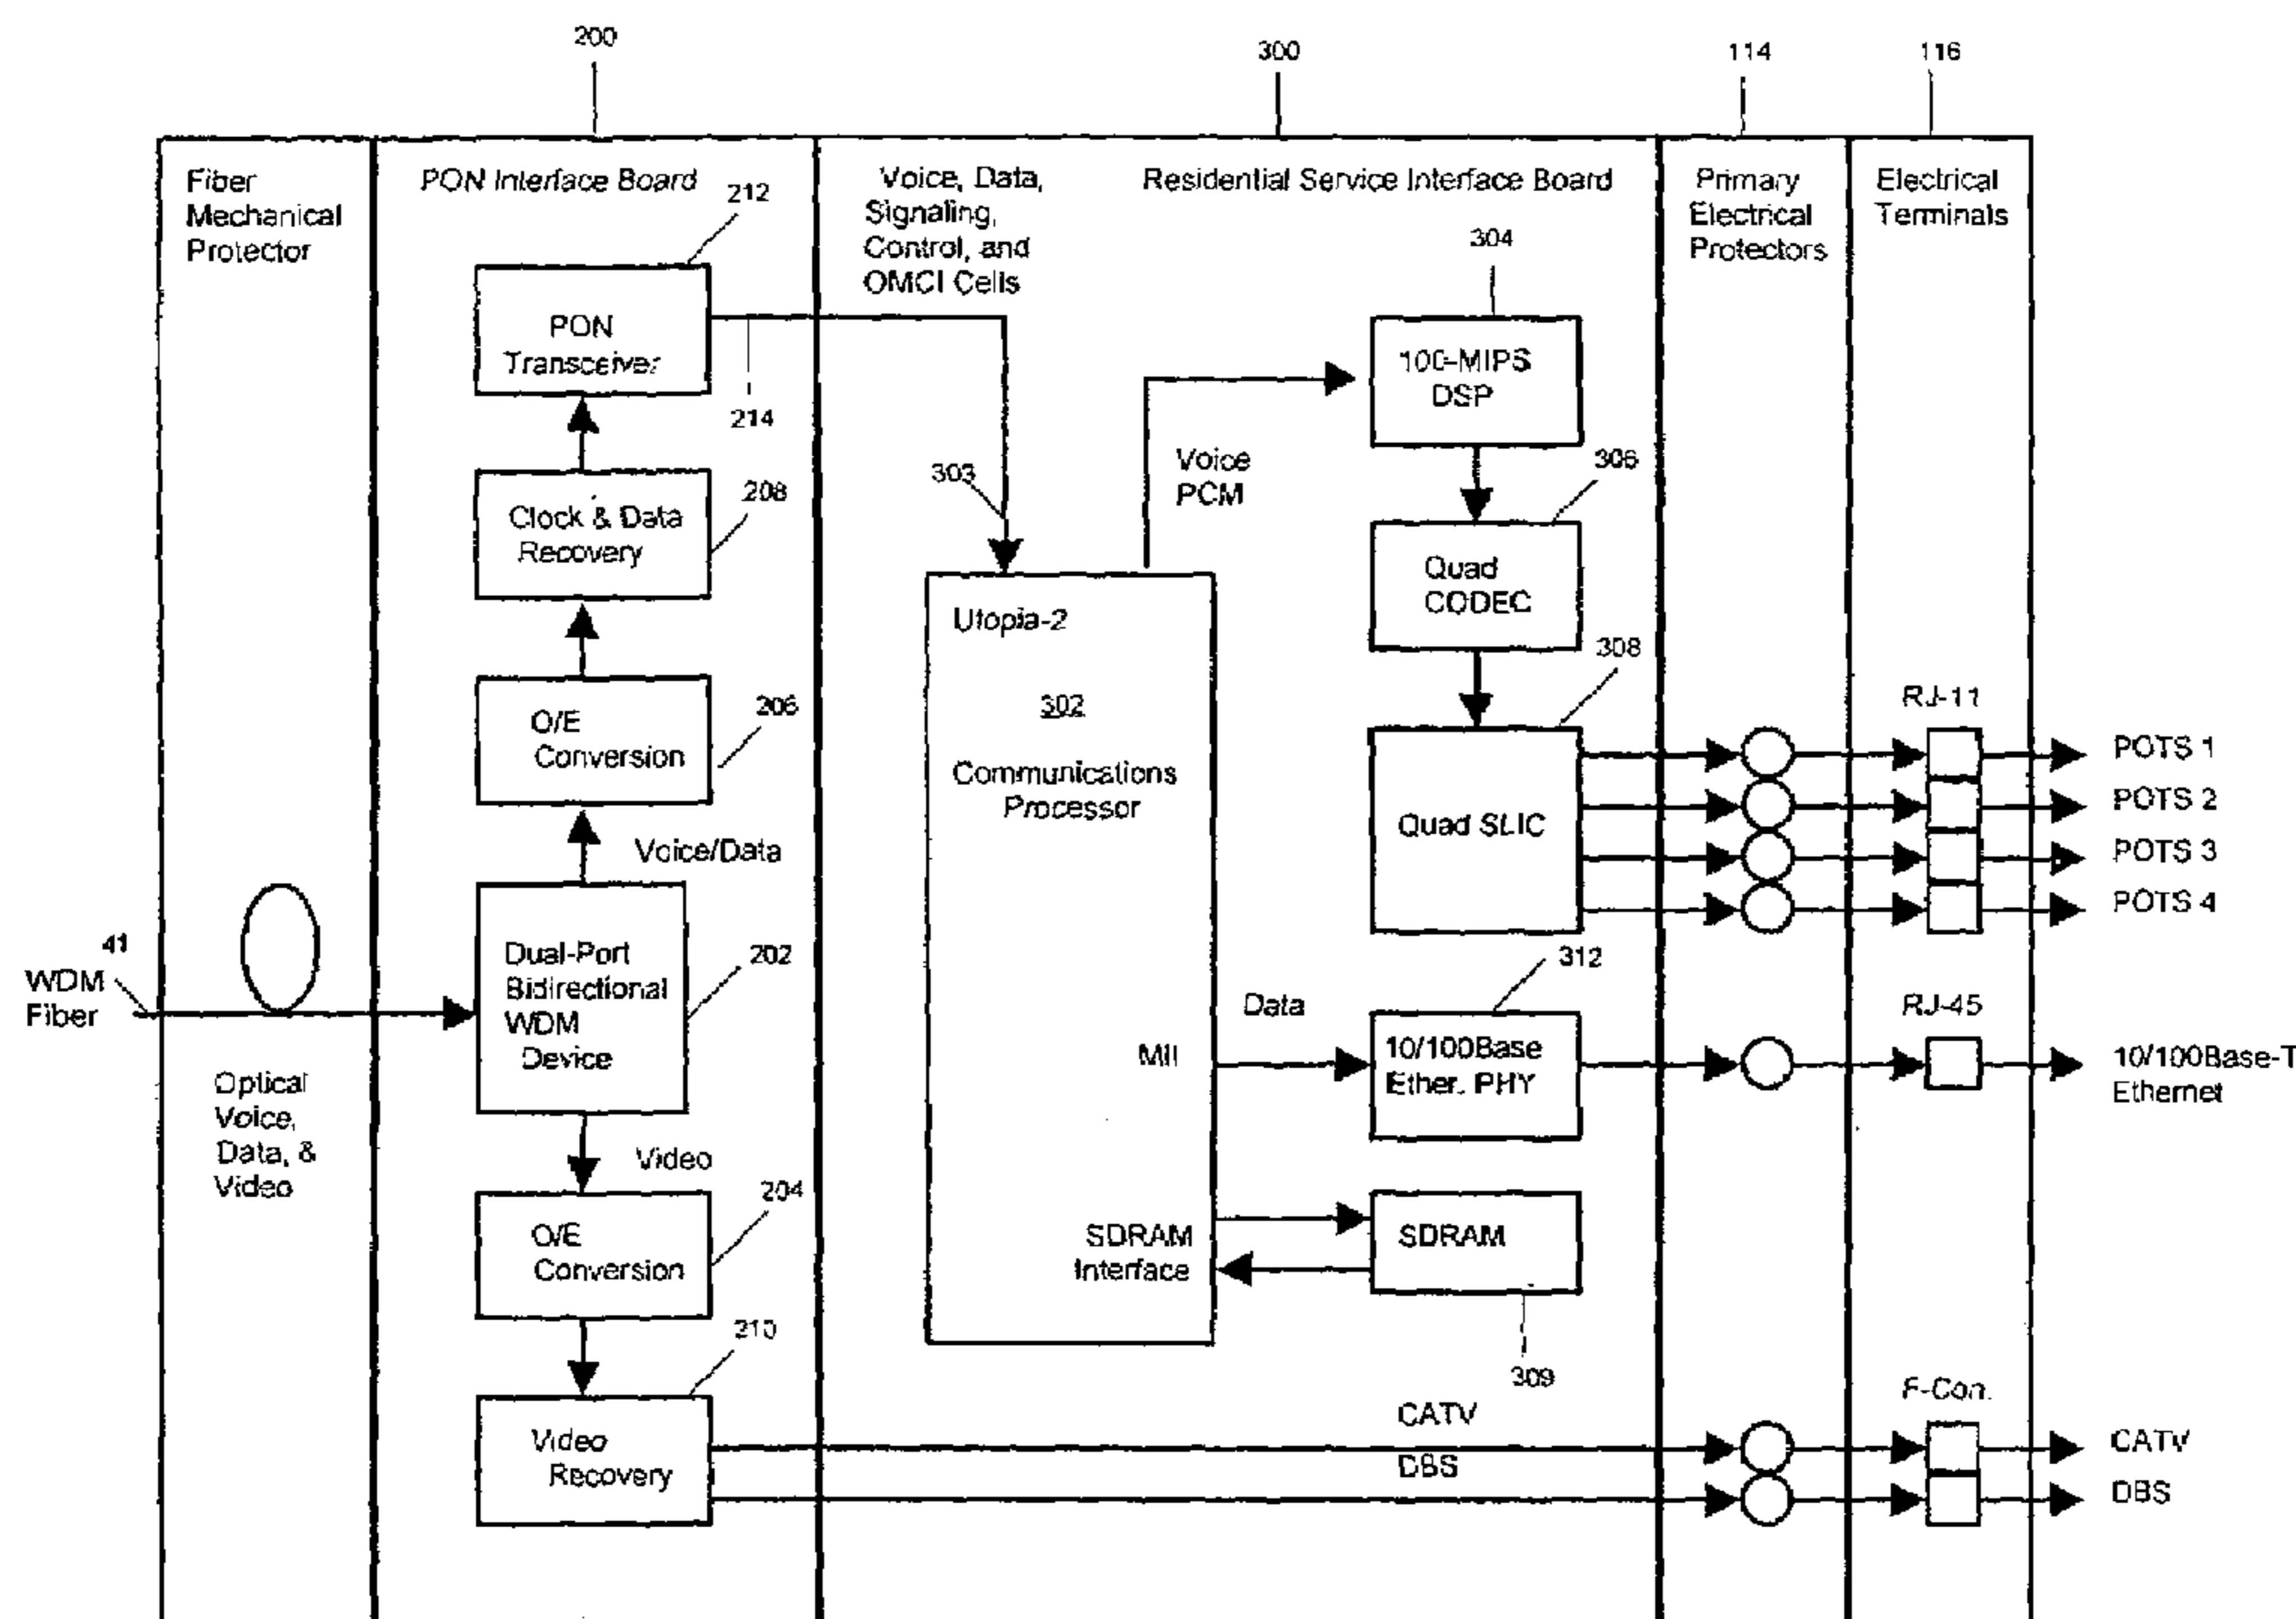 200
300
114
116
Fiber
Mechanical
Protector
PON Interface Board
Voice, Data,
Signaling,
Control, and
OMCI Cells
Residential Service Interface Board
Primary
Electrical
Protectors
Electrical
Terminals
212
PON
Transceiver
214
208
Clock & Data
Recovery
206
O/E
Conversion
Voice/Data
41
WDM
Fiber
Optical
Voice,
Data, &
Video
Dual-Port
Bidirectional
WDM
Device
202
Video
204
O/E
Conversion
210
Video
Recovery
303
Utopia-2
302
Communications
Processor
MII
SDRAM
Interface
Voice
PCM
304
100-MIPS
DSP
306
Quad
CODEC
308
Quad SLIC
312
Data
10/100Base
Ether. PHY
SDRAM
309
CATV
DBS
RJ-11
POTS 1
POTS 2
POTS 3
POTS 4
RJ-45
10/100Base-T
Ethernet
F-Con.
CATV
DBS